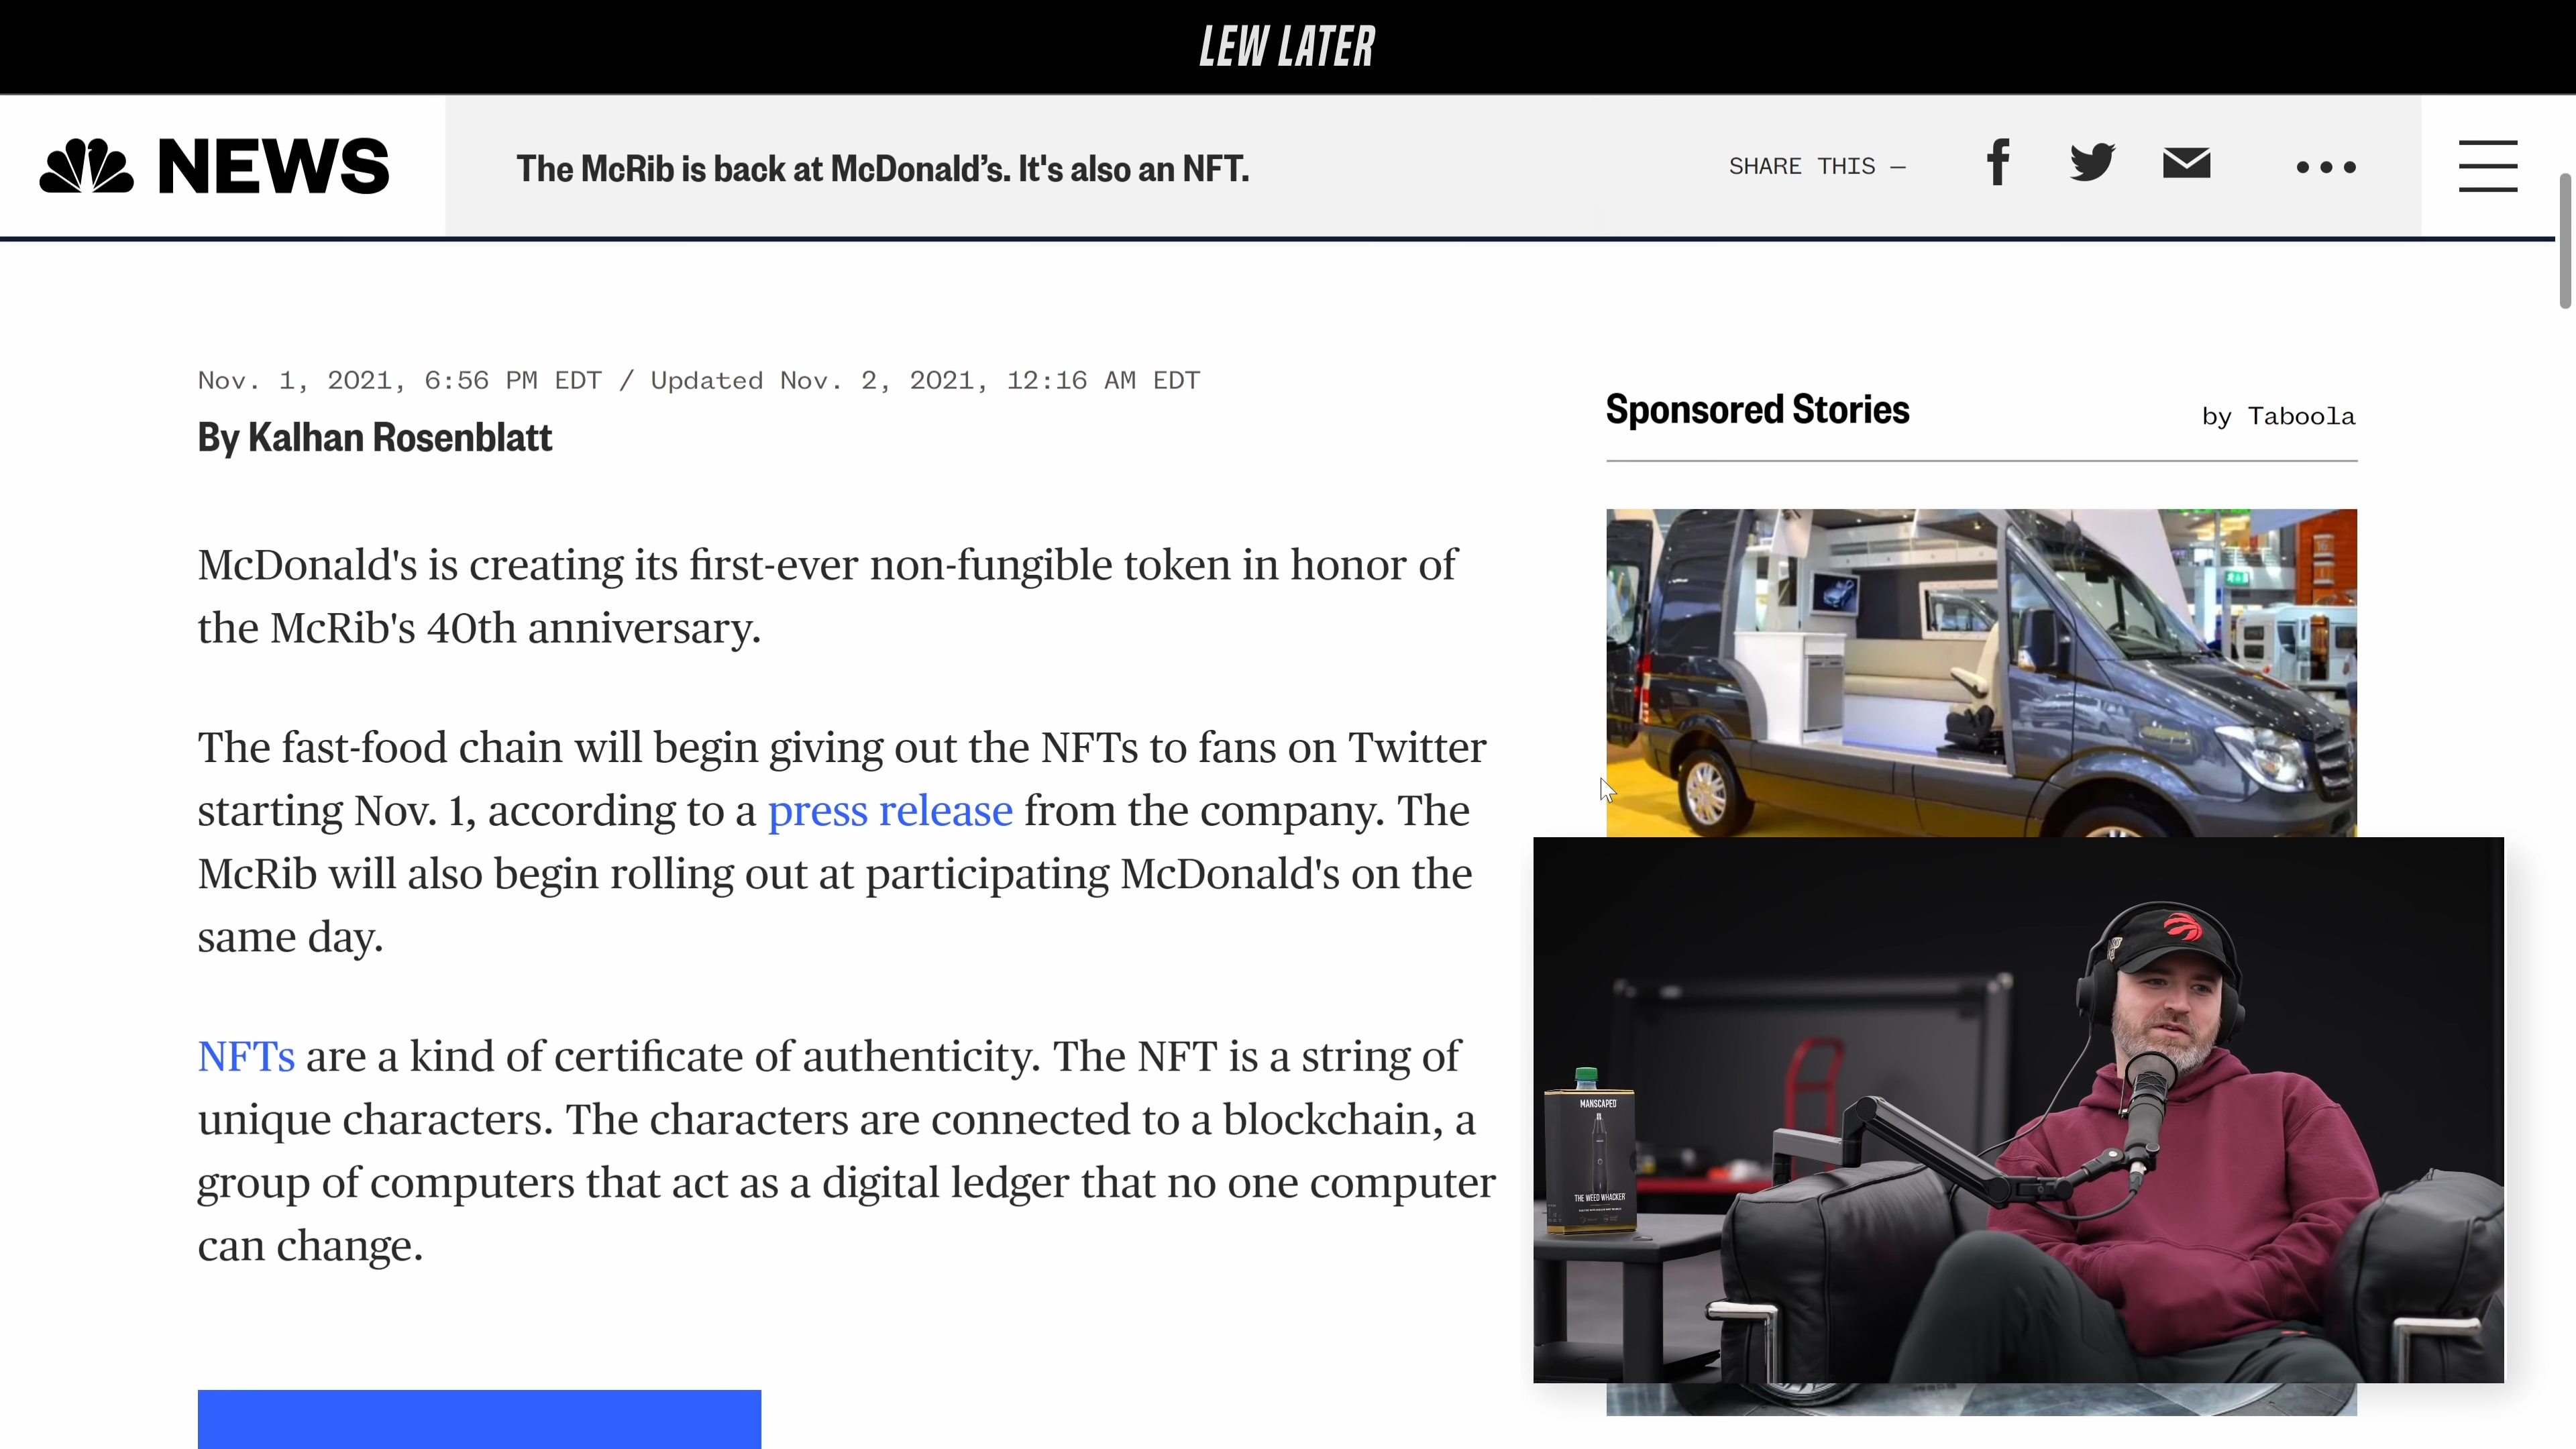 LEW LATER
NEWS
The McRib is back at McDonald’s. It's also an NFT.
SHARE THIS —
Nov. 1, 2021, 6:56 PM EDT / Updated Nov. 2, 2021, 12:16 AM EDT
By Kalhan Rosenblatt
McDonald's is creating its first-ever non-fungible token in honor of
the McRib's 40th anniversary.
The fast-food chain will begin giving out the NFTs to fans on Twitter
starting Nov. 1, according to a press release from the company. The
McRib will also begin rolling out at participating McDonald's on the
same day.
NFTs are a kind of certificate of authenticity. The NFT is a string of
unique characters. The characters are connected to a blockchain, a
group of computers that act as a digital ledger that no one computer
can change.
Sponsored Stories
by Taboola
MANSCAPED
THE WEED WHACKER